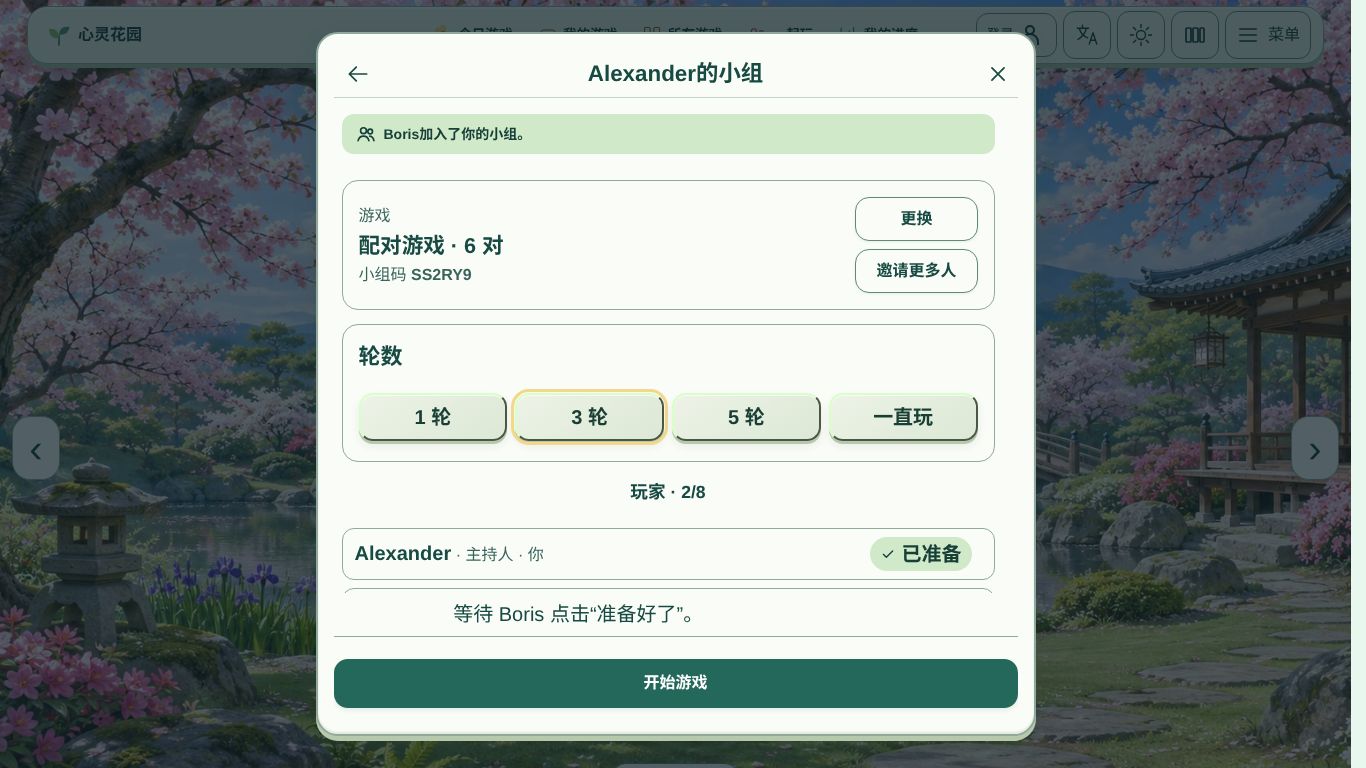 心灵花园
菜单
Alexander的小组
Boris加入了你的小组。
游戏
配对游戏 · 6 对
小组码 SS2RY9
更换
邀请更多人
轮数
1 轮
3 轮
5 轮
一直玩
玩家 · 2/8
Alexander · 主持人 · 你
已准备
等待 Boris 点击“准备好了”。
开始游戏